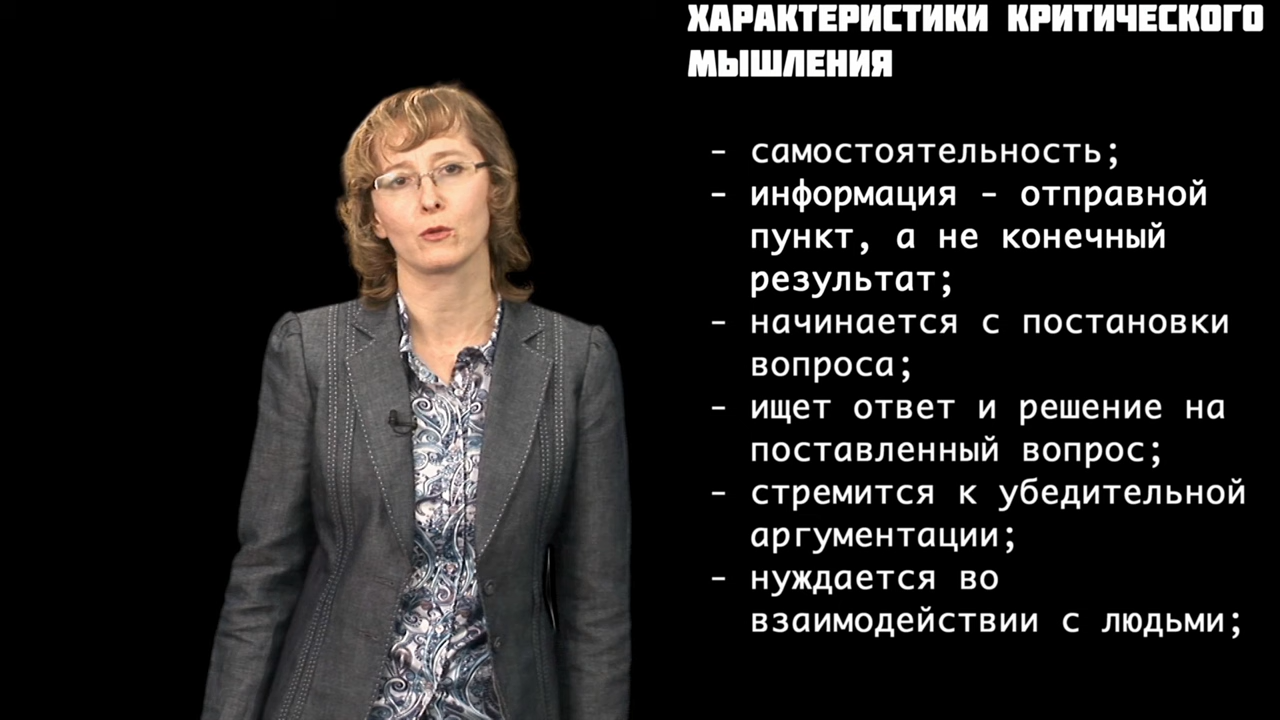 ХАРАКТЕРИСТИКИ КРИТИЧЕСКОГО
МЫШЛЕНИЯ
- самостоятельность;
- информация - отправной
пункт, а не конечный
результат;
- начинается с постановки
вопроса;
- ищет ответ и решение на
поставленный вопрос;
- стремится к убедительной
аргументации;
- нуждается во
взаимодействии с людьми;